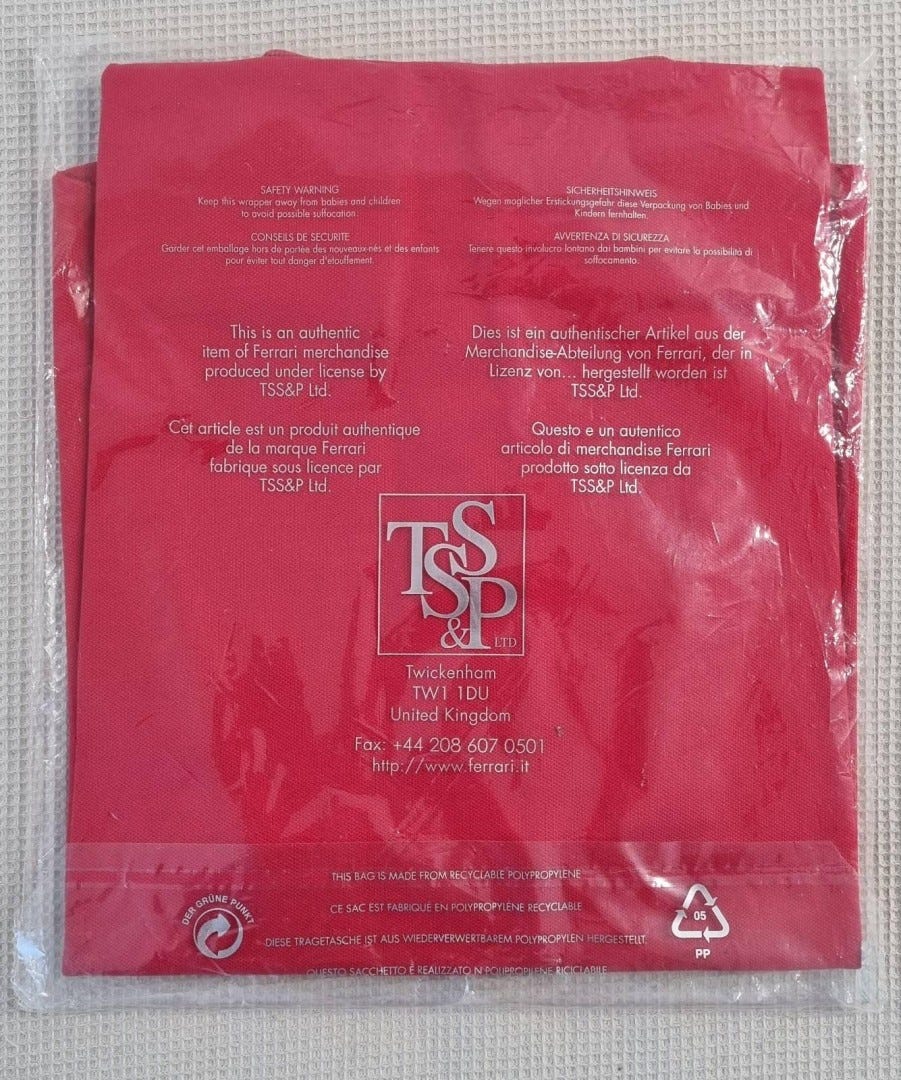 SAFETY WARNING
Keep this wrapper away from babies and children
to avoid possible suffocation.
SICHERHEITSHINWEIS
Wegen moglicher Erstickungsgefahr diese Verpackung von Babies und
Kindern fernhalten.
CONSEILS DE SECURITE
Garder cet emballage hors de portée des nouveaux-nés et des enfants
pour éviter tout danger d'etouffement.
AVVERTENZA DI SICUREZZA
Tenere questo involucro lontano dai bambini per evitare la possibilità di
soffocamento.
This is an authentic
item of Ferrari merchandise
produced under license by
TSS&P Ltd.
Dies ist ein authentischer Artikel aus der
Merchandise-Abteilung von Ferrari, der in
Lizenz von... hergestellt worden ist
TSS&P Ltd.
Cet article est un produit authentique
de la marque Ferrari
fabrique sous licence par
TSS&P Ltd.
Questo e un autentico
articolo di merchandise Ferrari
prodotto sotto licenza da
TSS&P Ltd.
TSS&P LTD
Twickenham
TW1 1DU
United Kingdom
Fax: +44 208 607 0501
http://www.ferrari.it
THIS BAG IS MADE FROM RECYCLABLE POLYPROPYLENE
CE SAC EST FABRIQUÉ EN POLYPROPYLENE RECYCLABLE
DIESE TRAGETASCHE IST AUS WIEDERVERWERTBAREM POLYPROPYLEN HERGESTELLT.
QUESTO SACCHETTO È REALIZZATO N POLIPROPILENE RICICLABILE
DER GRÜNE PUNKT
05
PP